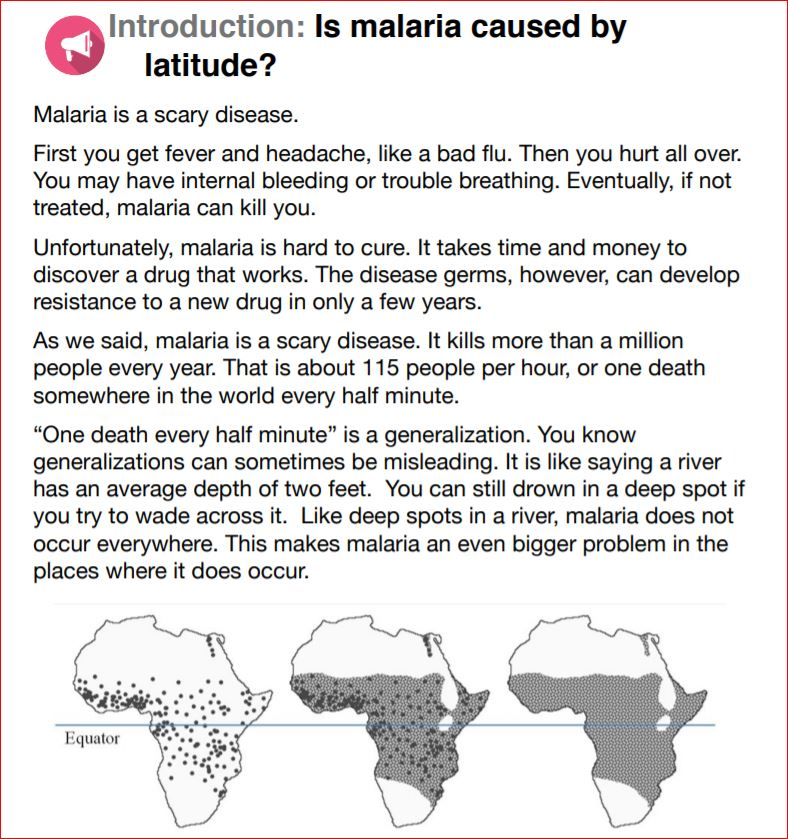 Introduction: Is malaria caused by
latitude?
Malaria is a scary disease.
First you get fever and headache, like a bad flu. Then you hurt all over.
You may have internal bleeding or trouble breathing. Eventually, if not
treated, malaria can kill you.
Unfortunately, malaria is hard to cure. It takes time and money to
discover a drug that works. The disease germs, however, can develop
resistance to a new drug in only a few years.
As we said, malaria is a scary disease. It kills more than a million
people every year. That is about 115 people per hour, or one death
somewhere in the world every half minute.
“One death every half minute” is a generalization. You know
generalizations can sometimes be misleading. It is like saying a river
has an average depth of two feet.  You can still drown in a deep spot if
you try to wade across it.  Like deep spots in a river, malaria does not
occur everywhere. This makes malaria an even bigger problem in the
places where it does occur.
Equator